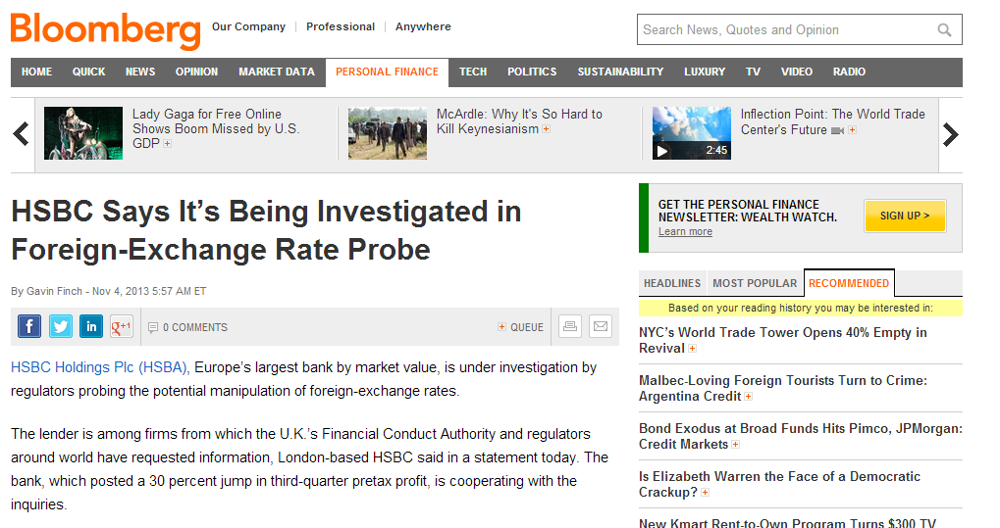 Bloomberg
Our Company | Professional | Anywhere
Search News, Quotes and Opinion
HOME QUICK NEWS OPINION MARKET DATA PERSONAL FINANCE TECH POLITICS SUSTAINABILITY LUXURY TV VIDEO RADIO
Lady Gaga for Free Online
Shows Boom Missed by U.S.
GDP
McArdle: Why It's So Hard to
Kill Keynesianism
2:45
Inflection Point: The World Trade
Center's Future
HSBC Says It's Being Investigated in
Foreign-Exchange Rate Probe
By Gavin Finch - Nov 4, 2013 5:57 AM ET
f in g+1 0 COMMENTS + QUEUE
HSBC Holdings Plc (HSBA), Europe's largest bank by market value, is under investigation by
regulators probing the potential manipulation of foreign-exchange rates.
The lender is among firms from which the U.K.'s Financial Conduct Authority and regulators
around world have requested information, London-based HSBC said in a statement today. The
bank, which posted a 30 percent jump in third-quarter pretax profit, is cooperating with the
inquiries.
GET THE PERSONAL FINANCE
NEWSLETTER: WEALTH WATCH.
Learn more
SIGN UP >
HEADLINES MOST POPULAR RECOMMENDED
Based on your reading history you may be interested in:
NYC's World Trade Tower Opens 40% Empty in
Revival
Malbec-Loving Foreign Tourists Turn to Crime:
Argentina Credit
Bond Exodus at Broad Funds Hits Pimco, JPMorgan:
Credit Markets
Is Elizabeth Warren the Face of a Democratic
Crackup?
New Kmart Rent-to-Own Program Turns $300 TV